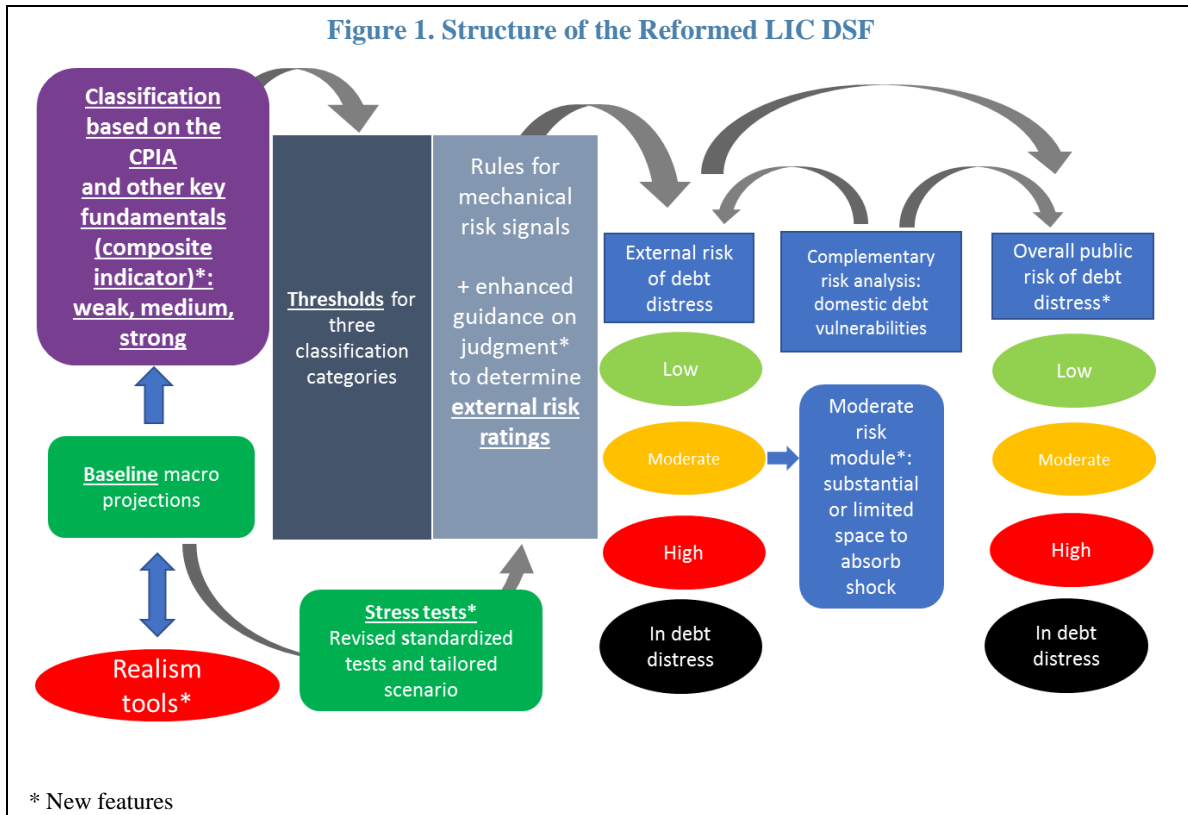 Figure 1. Structure of the Reformed LIC DSF
Classification
based on the
CPIA
and other key
fundamentals
(composite
indicator)*:
weak, medium,
strong
Baseline macro
projections
Realism
tools*
Thresholds for
three
classification
categories
Rules for
mechanical
risk signals
+ enhanced
guidance on
judgment*
to determine
external risk
ratings
Stress tests*
Revised standardized
tests and tailored
scenario
External risk
of debt
distress
Low
Moderate
High
In debt
distress
Complementary
risk analysis:
domestic debt
vulnerabilities
Moderate
risk
module*:
substantial
or limited
space to
absorb
shock
Overall public
risk of debt
distress*
Low
Moderate
High
In debt
distress
* New features